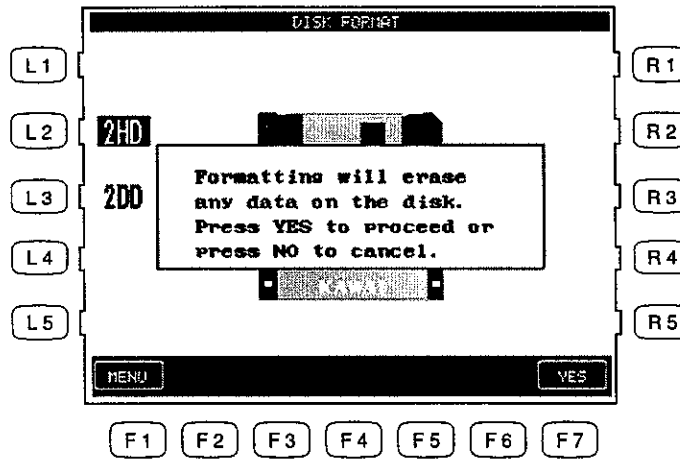 DISK FORMAT
L1
R1
L2
2HD
R2
Formatting will erase
L3
2DD
any data on the disk.
R3
Press YES to proceed or
L4
press NO to cancel.
R4
KAWAI
L5
R5
MENU
YES
F1 F2 F3 F4 F5 F6 F7